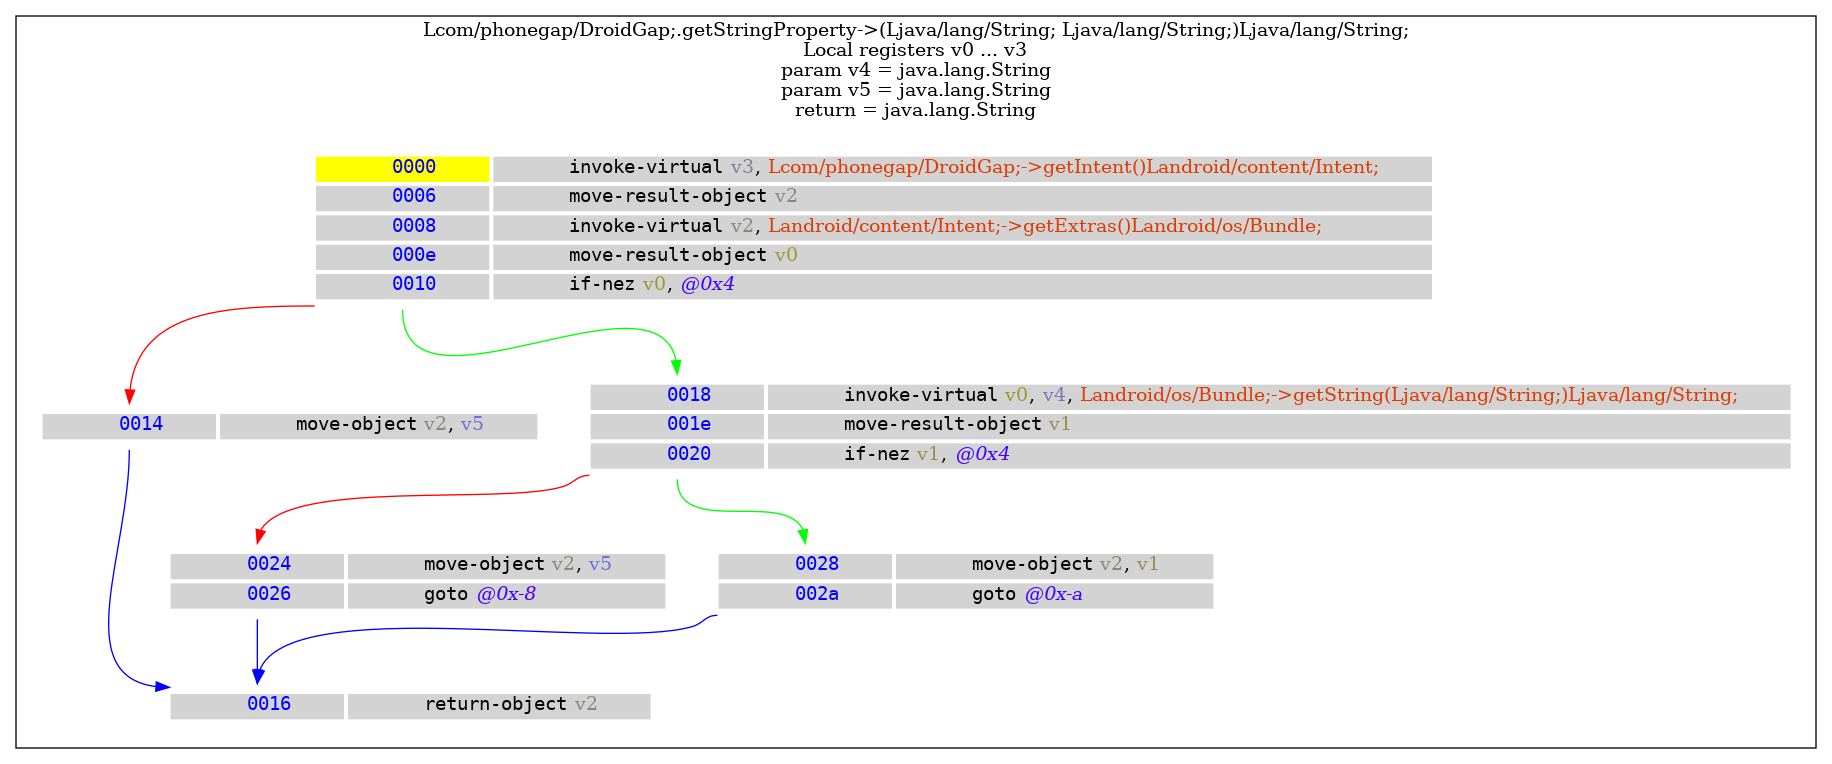 Lcom/phonegap/DroidGap;.getStringProperty->(Ljava/lang/String; Ljava/lang/String;)Ljava/lang/String;
Local registers v0 ... v3
param v4 = java.lang.String
param v5 = java.lang.String
return = java.lang.String
0000 invoke-virtual v3, Lcom/phonegap/DroidGap;->getIntent()Landroid/content/Intent;
0006 move-result-object v2
0008 invoke-virtual v2, Landroid/content/Intent;->getExtras()Landroid/os/Bundle;
000e move-result-object v0
0010 if-nez v0, @0x4
0018 invoke-virtual v0, v4, Landroid/os/Bundle;->getString(Ljava/lang/String;)Ljava/lang/String;
0014 move-object v2, v5
001e move-result-object v1
0020 if-nez v1, @0x4
0024 move-object v2, v5
0026 goto @0x-8
0028 move-object v2, v1
002a goto @0x-a
0016 return-object v2